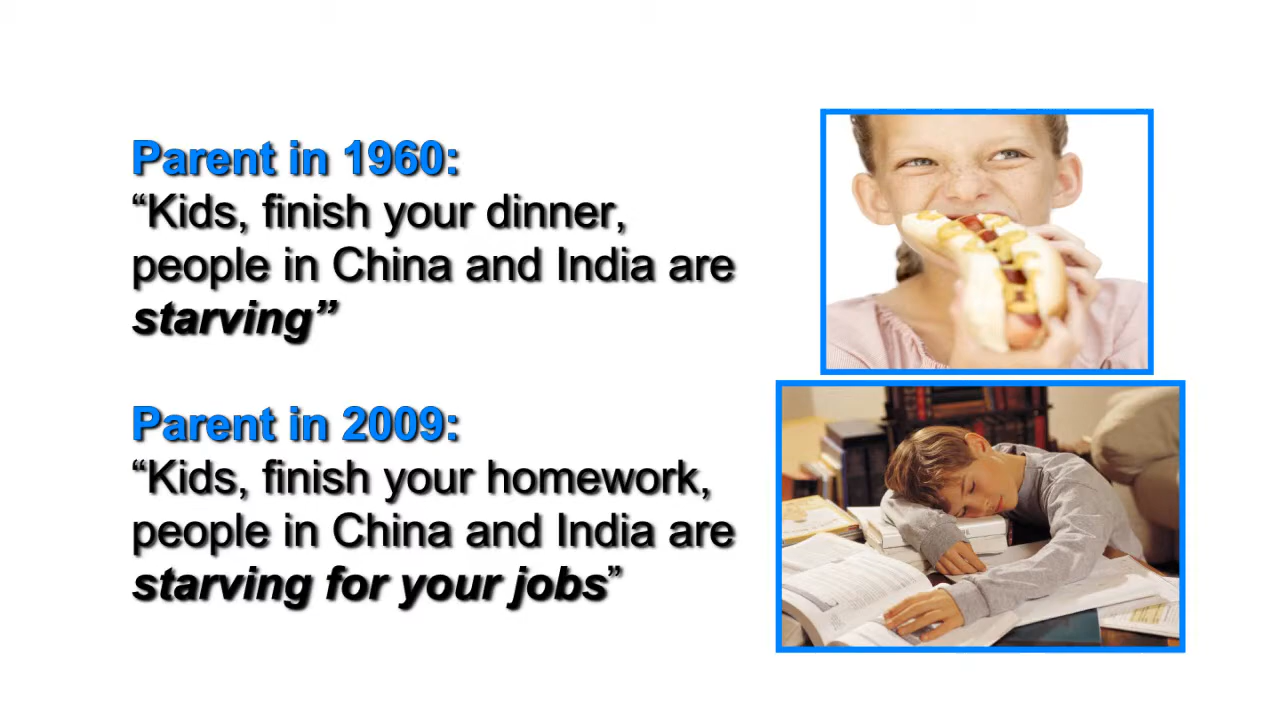 Parent in 1960:
“Kids, finish your dinner,
people in China and India are
starving”
Parent in 2009:
“Kids, finish your homework,
people in China and India are
starving for your jobs”